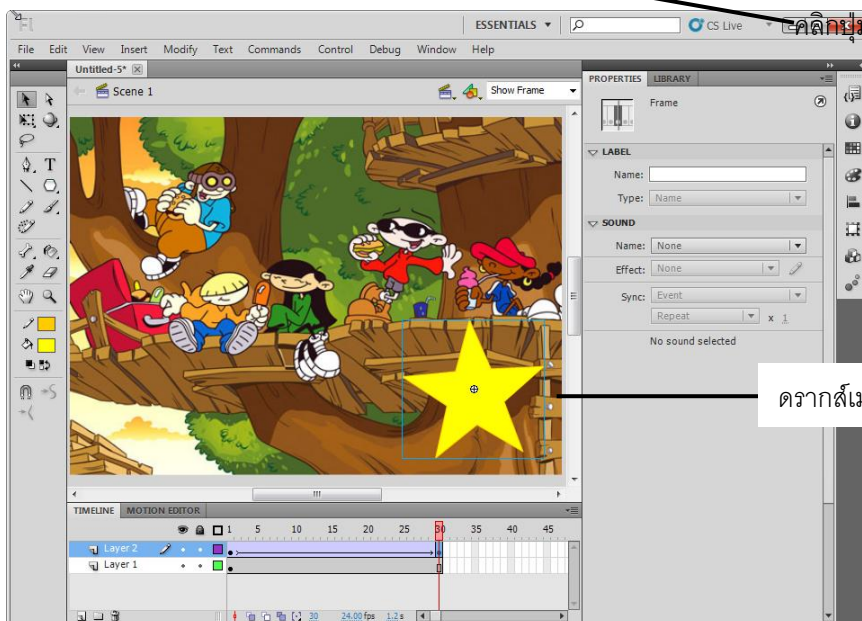 Fl ESSENTIALS CS Live คลิกปุ่ม
File Edit View Insert Modify Text Commands Control Debug Window Help
Untitled-5*
Scene 1 Show Frame
PROPERTIES LIBRARY
Frame
LABEL
Name:
Type: Name
SOUND
Name: None
Effect: None
Sync: Event
Repeat x 1
No sound selected
ดรากส์เม
TIMELINE MOTION EDITOR
1 5 10 15 20 25 30 35 40 45
Layer 2
Layer 1
30 24.00 fps 1.2 s